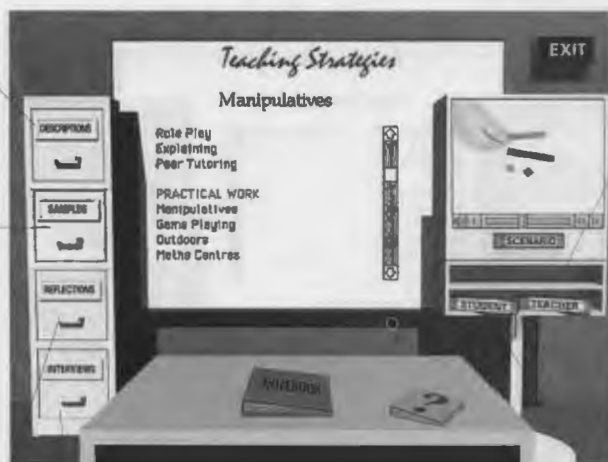 Teaching Strategies
EXIT
Manipulatives
DESCRIPTIONS
Role Play
Explaining
Peer Tutoring
PRACTICAL WORK
SAMPLES
Manipulatives
Game Playing
Outdoors
Maths Centres
SCENARIO
REFLECTIONS
STUDENT
TEACHER
INTERVIEWS
NOTEBOOK
?